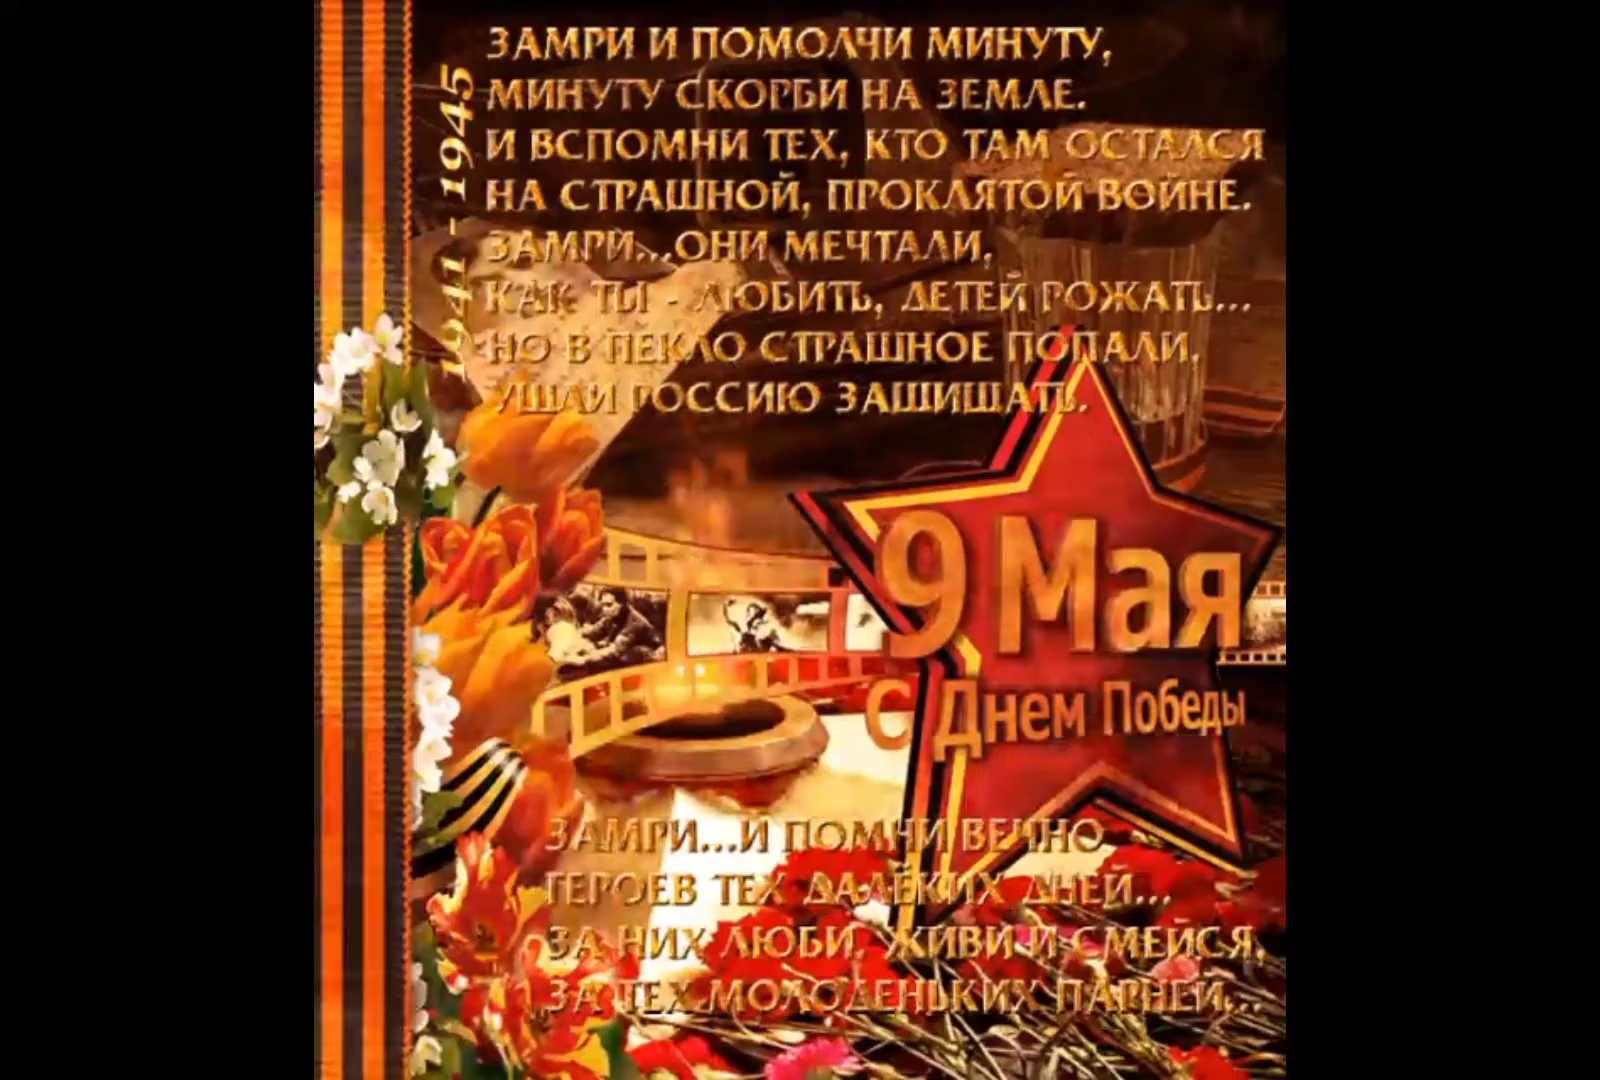 ЗАМРИ И ПОМОЛЧИ МИНУТУ,
МИНУТУ СКОРБИ НА ЗЕМЛЕ.
И ВСПОМНИ ТЕХ, КТО ТАМ ОСТАЛСЯ
НА СТРАШНОЙ, ПРОКЛЯТОЙ ВОЙНЕ.
ЗАМРИ...ОНИ МЕЧТАЛИ,
КАК ТЫ - ЛЮБИТЬ, ДЕТЕЙ РОЖАТЬ...
НО В ПЕКЛО СТРАШНОЕ ПОПАЛИ,
УШЛИ РОССИЮ ЗАЩИЩАТЬ.
1941 - 1945
9 Мая
С Днем Победы
ЗАМРИ...И ПОМНИ ВЕЧНО
ГЕРОЕВ ТЕХ ДАЛЁКИХ ДНЕЙ...
ЗА НИХ ЛЮБИ, ЖИВИ И СМЕЙСЯ,
ЗА ТЕХ МОЛОДЕНЬКИХ ПАРНЕЙ...